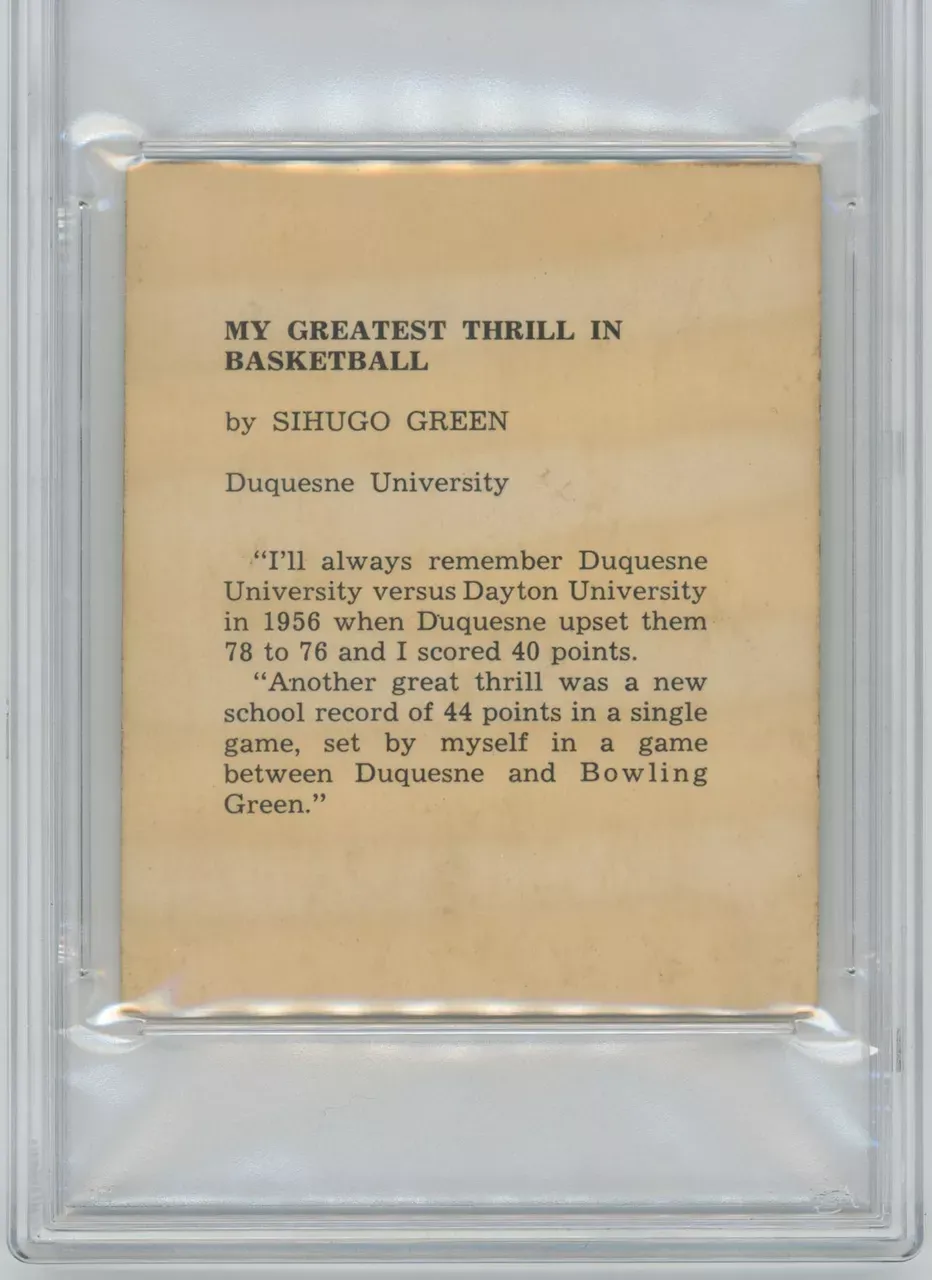 MY GREATEST THRILL IN
BASKETBALL
by SIHUGO GREEN
Duquesne University
“I’ll always remember Duquesne
University versus Dayton University
in 1956 when Duquesne upset them
78 to 76 and I scored 40 points.
“Another great thrill was a new
school record of 44 points in a single
game, set by myself in a game
between Duquesne and Bowling
Green.”